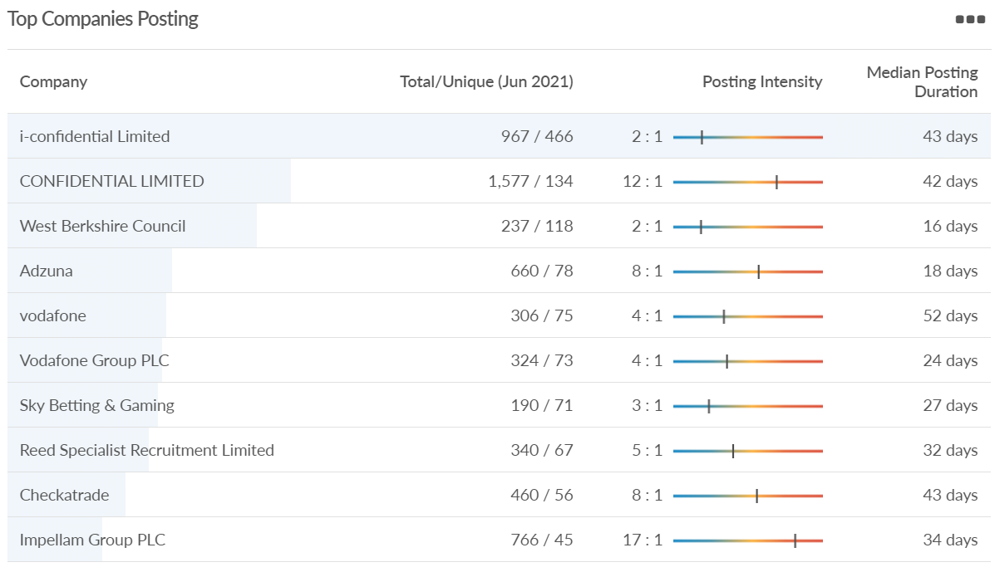 Top Companies Posting
Company Total/Unique (Jun 2021) Posting Intensity Median Posting Duration
i-confidential Limited 967 / 466 2 : 1 43 days
CONFIDENTIAL LIMITED 1,577 / 134 12 : 1 42 days
West Berkshire Council 237 / 118 2 : 1 16 days
Adzuna 660 / 78 8 : 1 18 days
vodafone 306 / 75 4 : 1 52 days
Vodafone Group PLC 324 / 73 4 : 1 24 days
Sky Betting & Gaming 190 / 71 3 : 1 27 days
Reed Specialist Recruitment Limited 340 / 67 5 : 1 32 days
Checkatrade 460 / 56 8 : 1 43 days
Impellam Group PLC 766 / 45 17 : 1 34 days